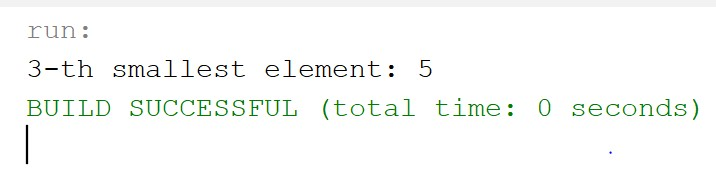 run:
3-th smallest element: 5
BUILD SUCCESSFUL (total time: 0 seconds)